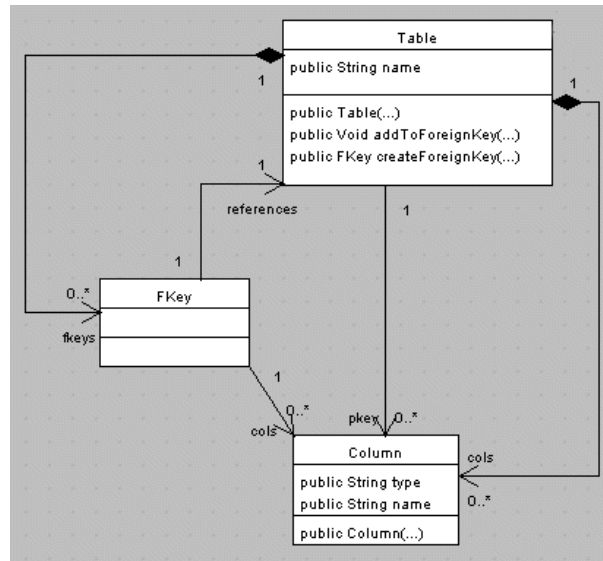 Table
public String name
1
1
public Table(...)
public Void addToForeignKey(...)
public FKey createForeignKey(...)
1
references
1
1
0..*
FKey
fkeys
1
0..*
cols
pkey
0..*
Column
cols
public String type
public String name
0..*
public Column(...)